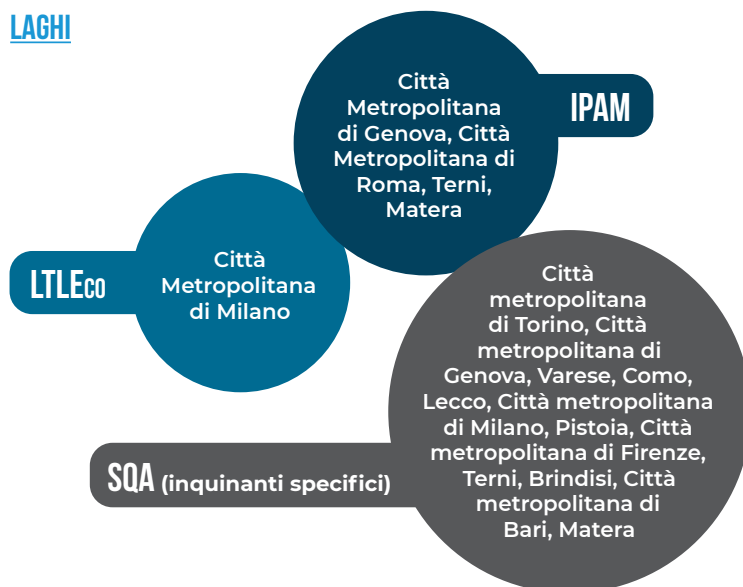 LAGHI
Città
Metropolitana
di Genova, Città
Metropolitana di
Roma, Terni,
Matera
IPAM
LTLEco
Città
Metropolitana
di Milano
Città
metropolitana
di Torino, Città
metropolitana di
Genova, Varese, Como,
Lecco, Città metropolitana
di Milano, Pistoia, Città
metropolitana di Firenze,
Terni, Brindisi, Città
metropolitana di
Bari, Matera
SQA (inquinanti specifici)